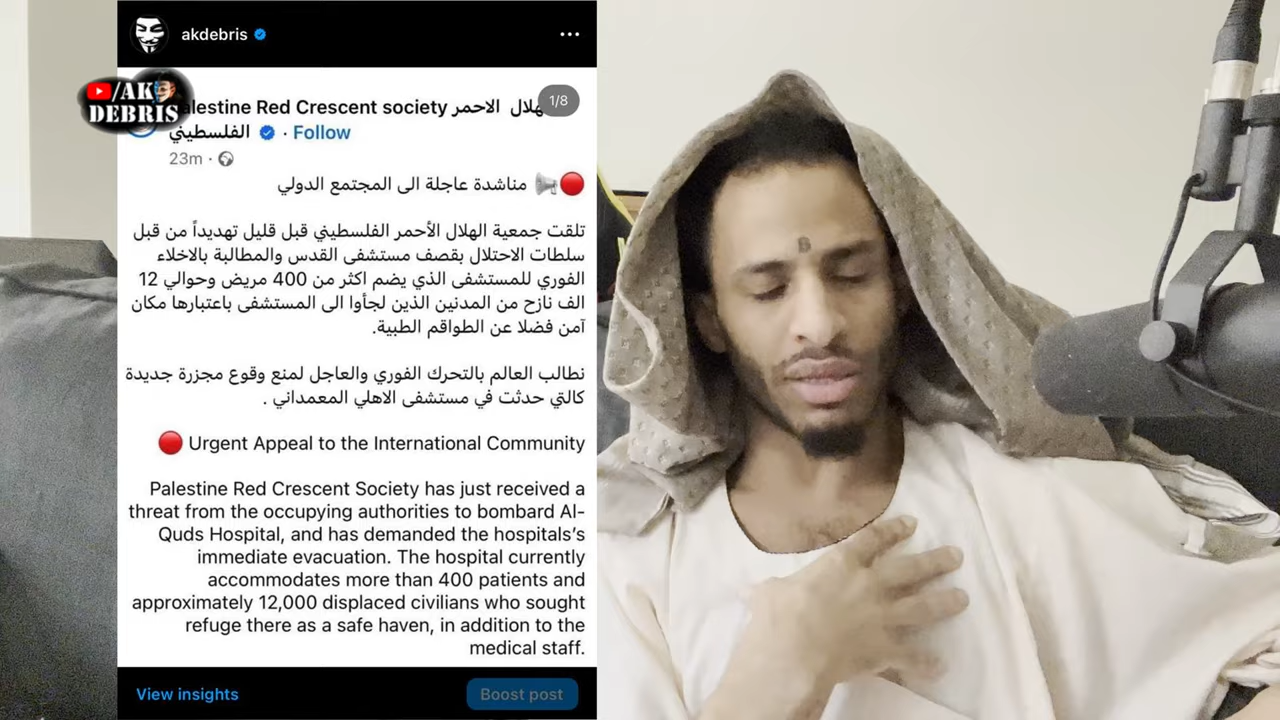 akdebris
/AK
DEBRIS
1/8
alestine Red Crescent society الهلال الاحمر
الفلسطيني · Follow
23m ·
مناشدة عاجلة الى المجتمع الدولي
تلقت جمعية الهلال الأحمر الفلسطيني قبل قليل تهديداً من قبل
سلطات الاحتلال بقصف مستشفى القدس والمطالبة بالاخلاء
الفوري للمستشفى الذي يضم اكثر من 400 مريض وحوالي 12
الف نازح من المدنين الذين لجأوا الى المستشفى باعتبارها مكان
آمن فضلا عن الطواقم الطبية.
نطالب العالم بالتحرك الفوري والعاجل لمنع وقوع مجزرة جديدة
كالتي حدثت في مستشفى الاهلي المعمداني .
Urgent Appeal to the International Community
Palestine Red Crescent Society has just received a
threat from the occupying authorities to bombard Al-
Quds Hospital, and has demanded the hospitals's
immediate evacuation. The hospital currently
accommodates more than 400 patients and
approximately 12,000 displaced civilians who sought
refuge there as a safe haven, in addition to the
medical staff.
View insights
Boost post
B